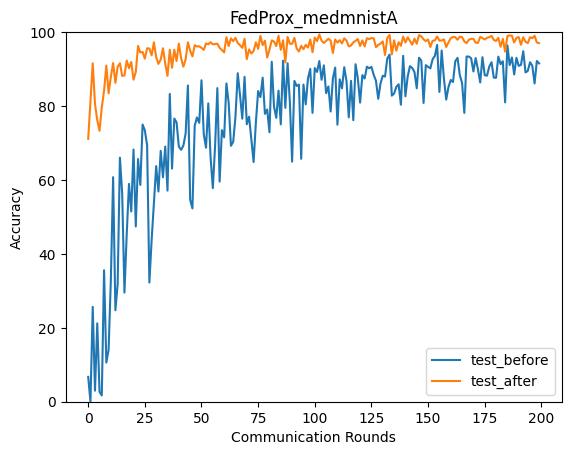 FedProx_medmnistA
100
80
60
40
20
0
Accuracy
0 25 50 75 100 125 150 175 200
Communication Rounds
test_before
test_after